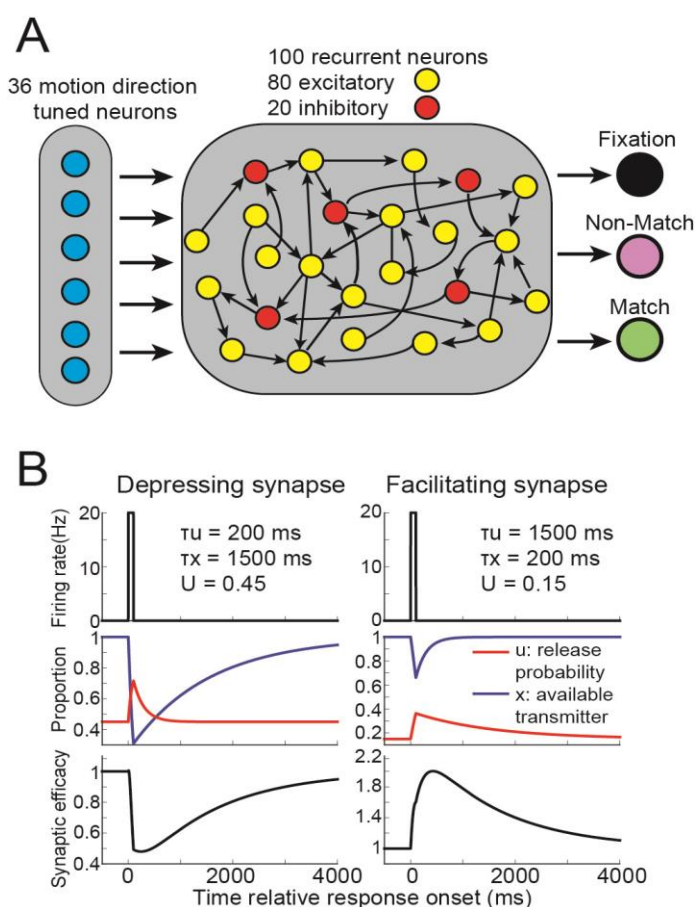 A
36 motion direction
tuned neurons
100 recurrent neurons
80 excitatory
20 inhibitory
Fixation
Non-Match
Match
B
Depressing synapse
Facilitating synapse
Firing rate(Hz)
20
10
0
τu = 200 ms
τx = 1500 ms
U = 0.45
20
10
0
τu = 1500 ms
τx = 200 ms
U = 0.15
Proportion
1
0.8
0.6
0.4
1
0.8
0.6
0.4
0.2
u: release
probability
x: available
transmitter
Synaptic efficacy
1
0.8
0.6
0.4
2.2
1.8
1.4
1
0
2000
4000
0
2000
4000
Time relative response onset (ms)